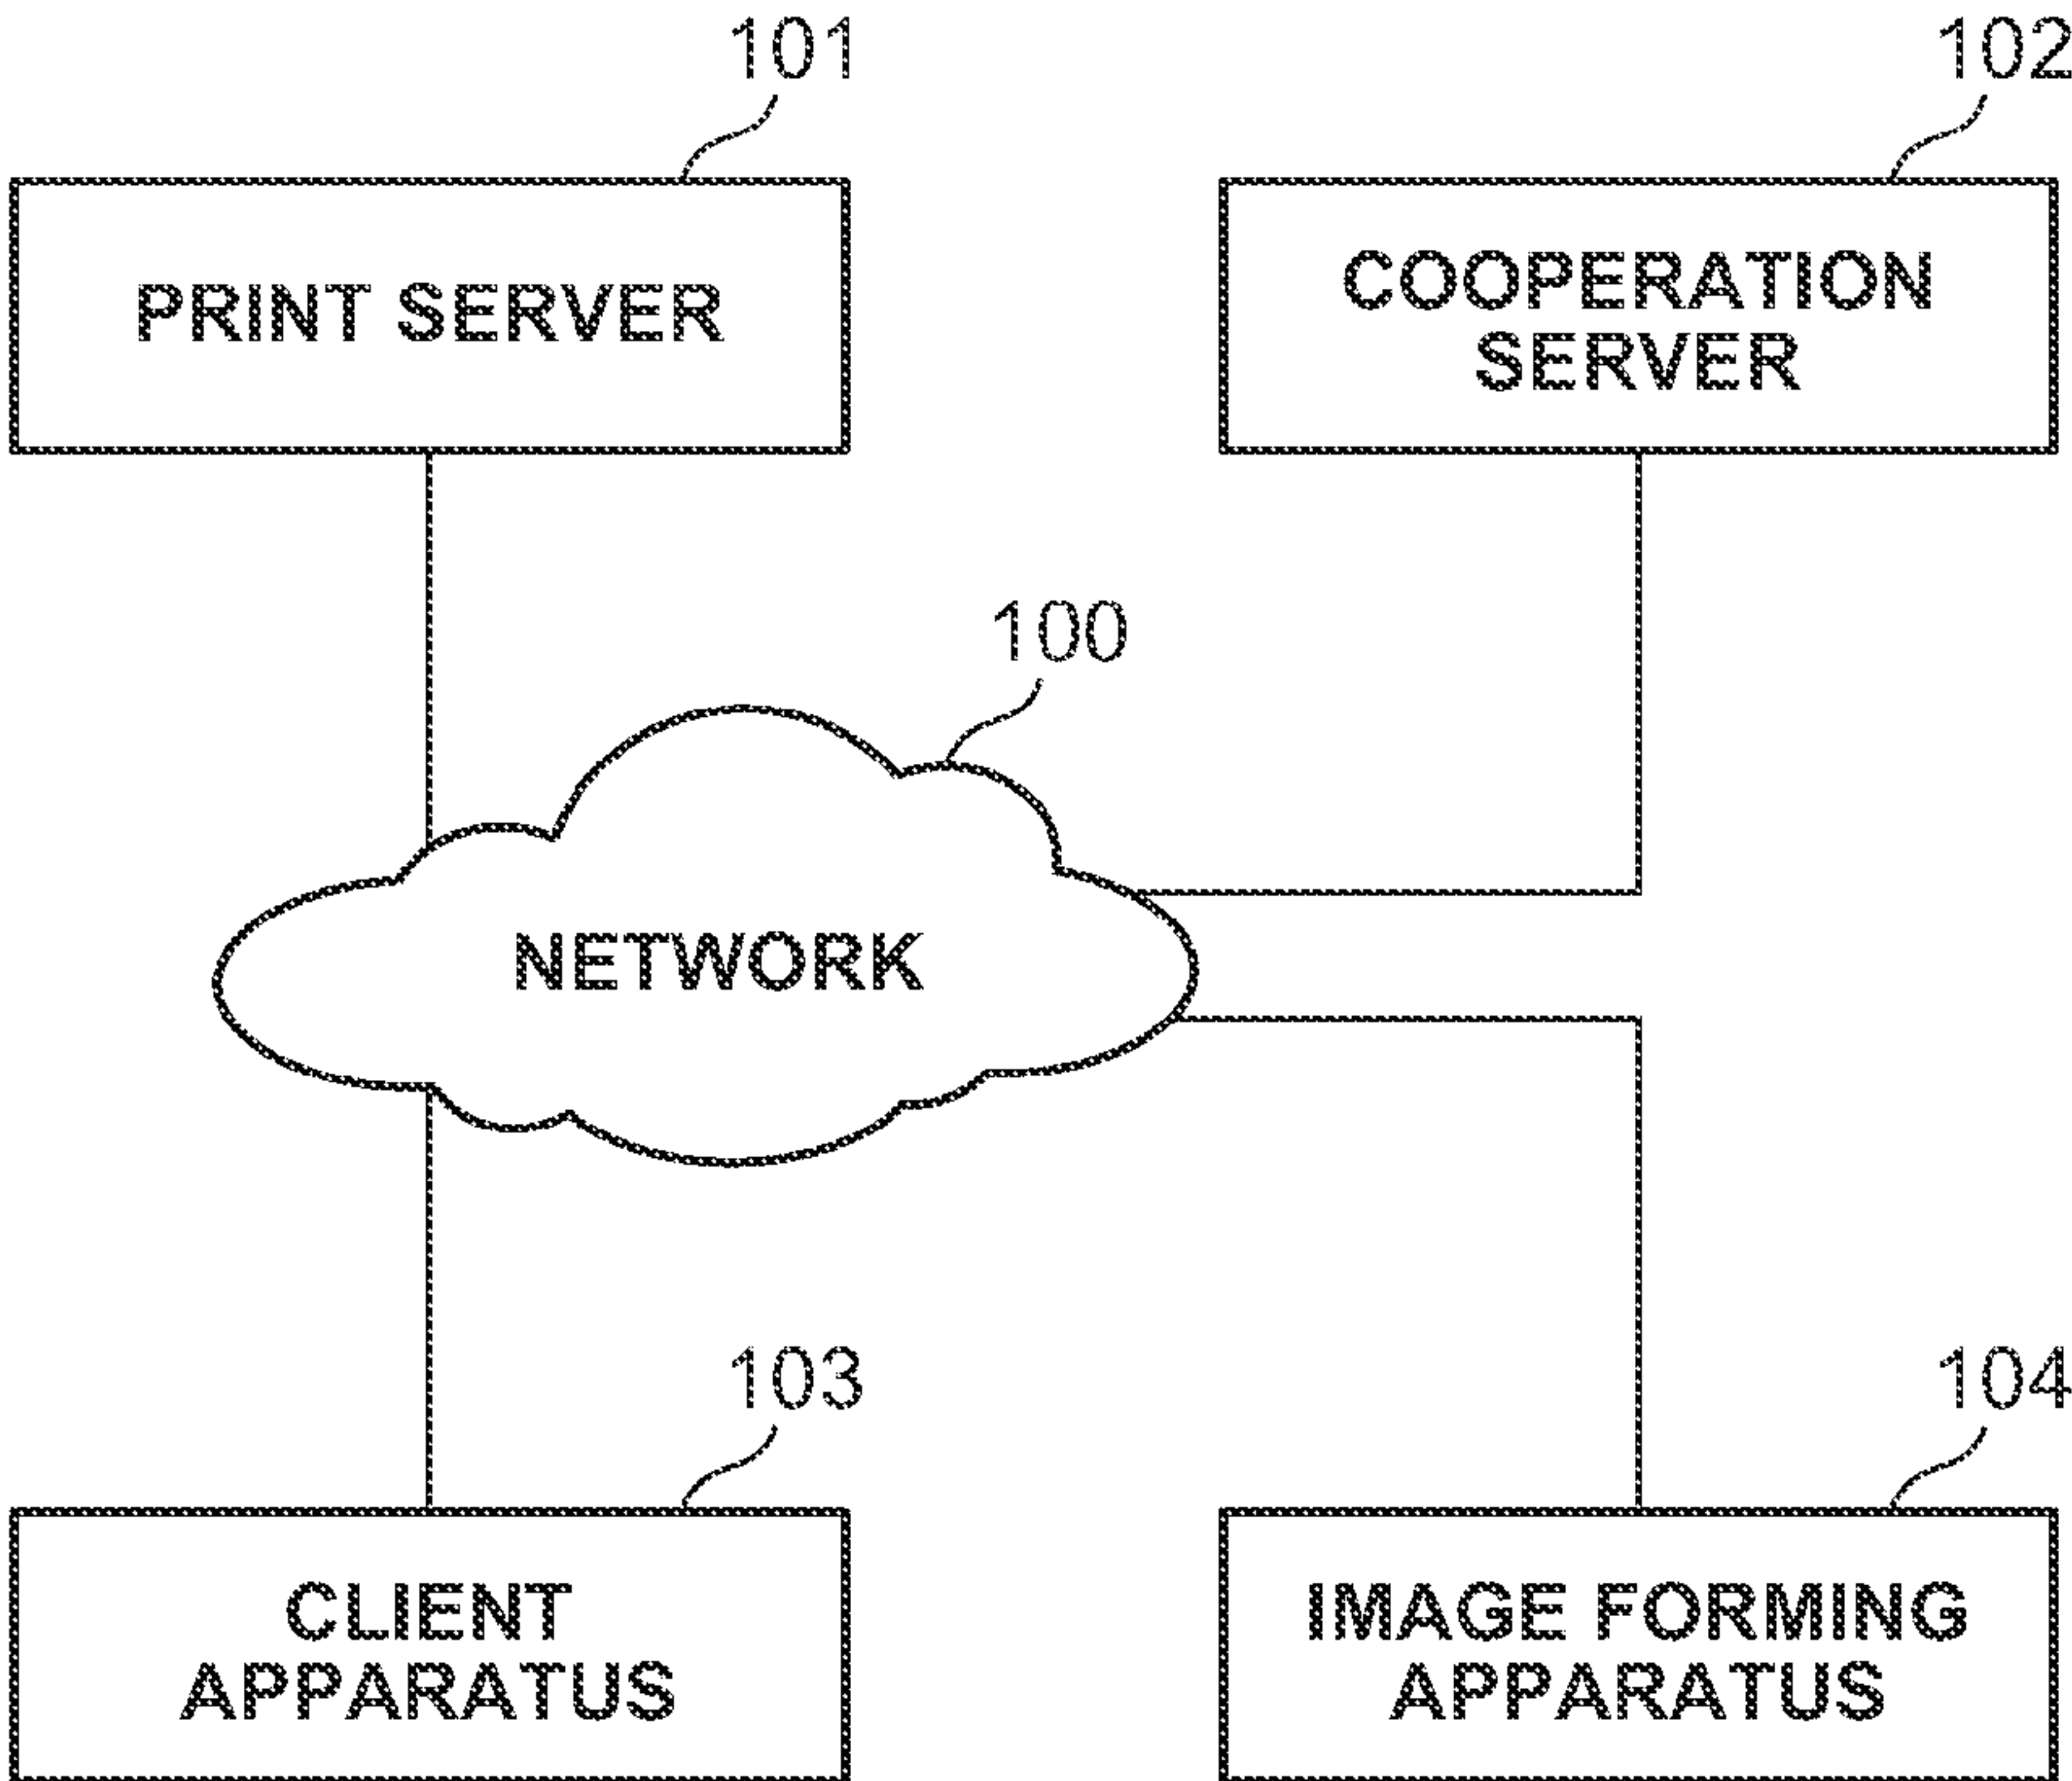 101
102
PRINT SERVER
COOPERATION
SERVER
100
NETWORK
103
104
CLIENT
APPARATUS
IMAGE FORMING
APPARATUS